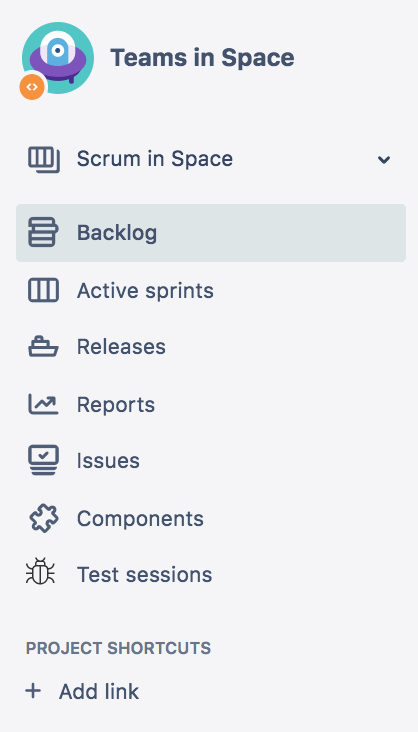 Teams in Space
Scrum in Space
Backlog
Active sprints
Releases
Reports
Issues
Components
Test sessions
PROJECT SHORTCUTS
+ Add link